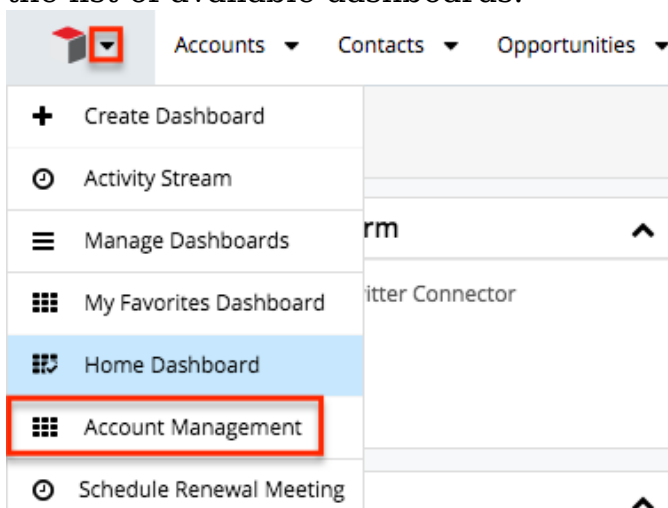 the list of available dashboards.
Accounts Contacts Opportunities
Create Dashboard
Activity Stream
rm
Manage Dashboards
itter Connector
My Favorites Dashboard
Home Dashboard
Account Management
Schedule Renewal Meeting